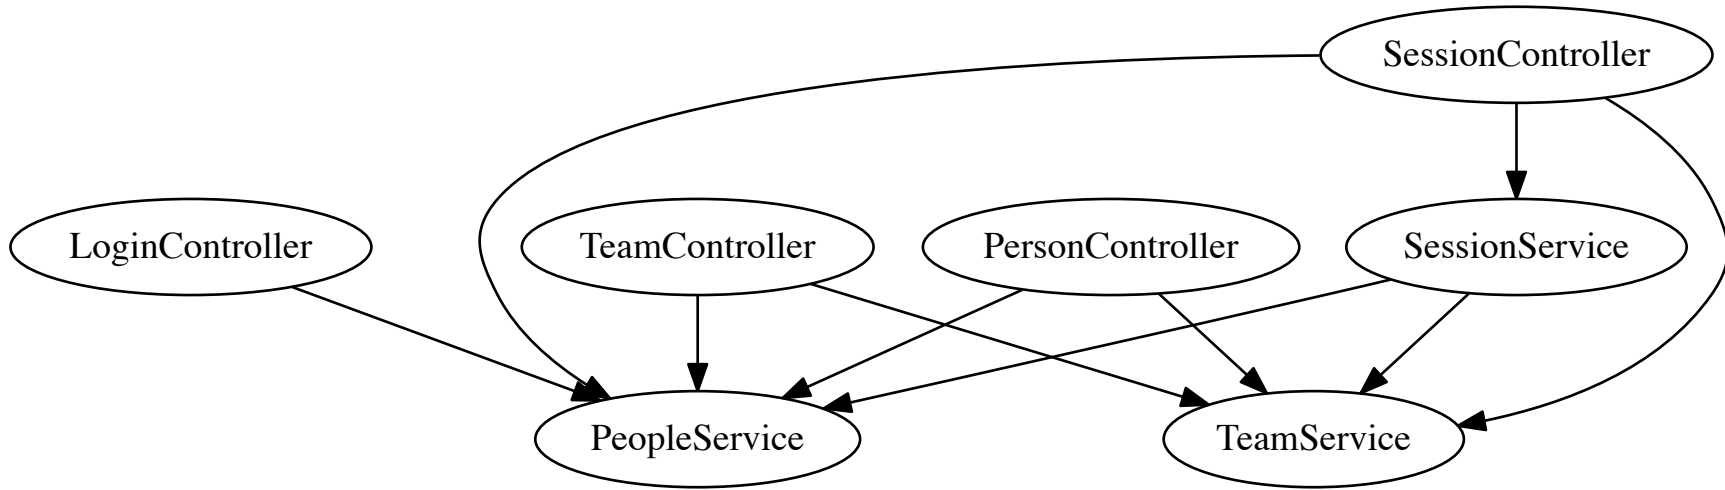 SessionController
LoginController
TeamController
PersonController
SessionService
PeopleService
TeamService